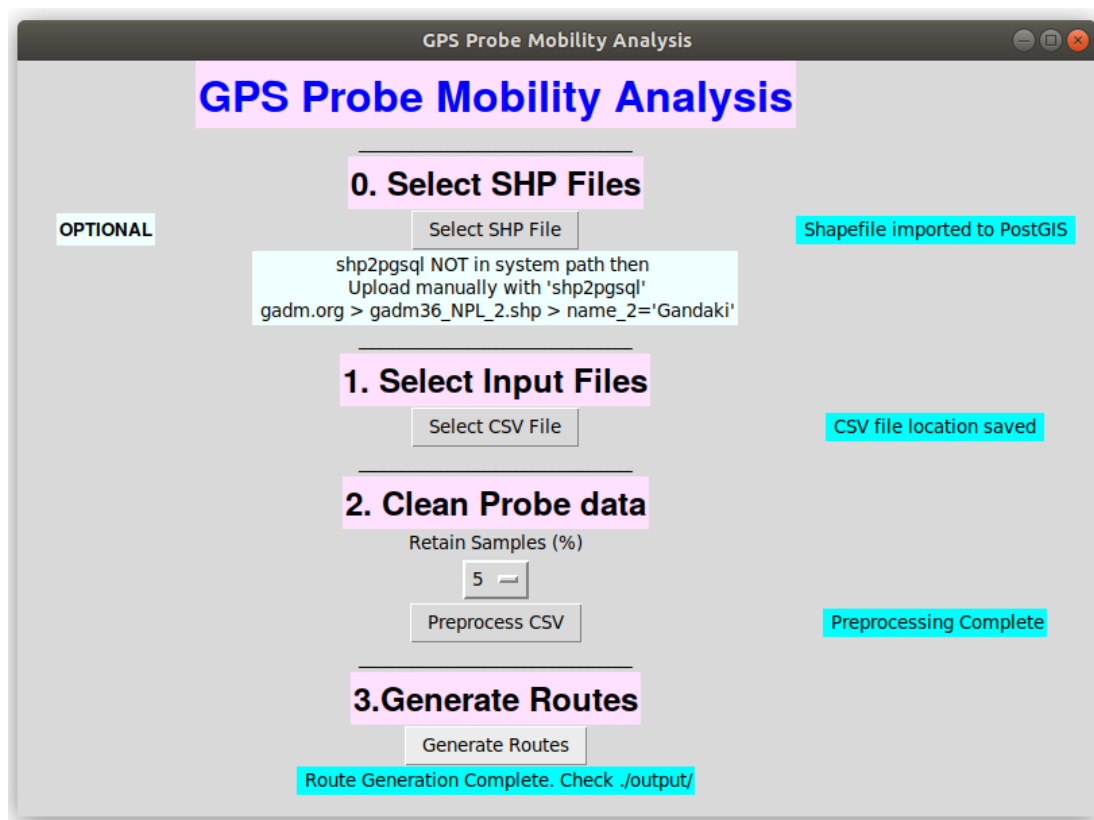 GPS Probe Mobility Analysis
GPS Probe Mobility Analysis
0. Select SHP Files
OPTIONAL
Select SHP File
Shapefile imported to PostGIS
shp2pgsql NOT in system path then
Upload manually with 'shp2pgsql'
gadm.org > gadm36_NPL_2.shp > name_2='Gandaki'
1. Select Input Files
Select CSV File
CSV file location saved
2. Clean Probe data
Retain Samples (%)
5
Preprocess CSV
Preprocessing Complete
3.Generate Routes
Generate Routes
Route Generation Complete. Check ./output/